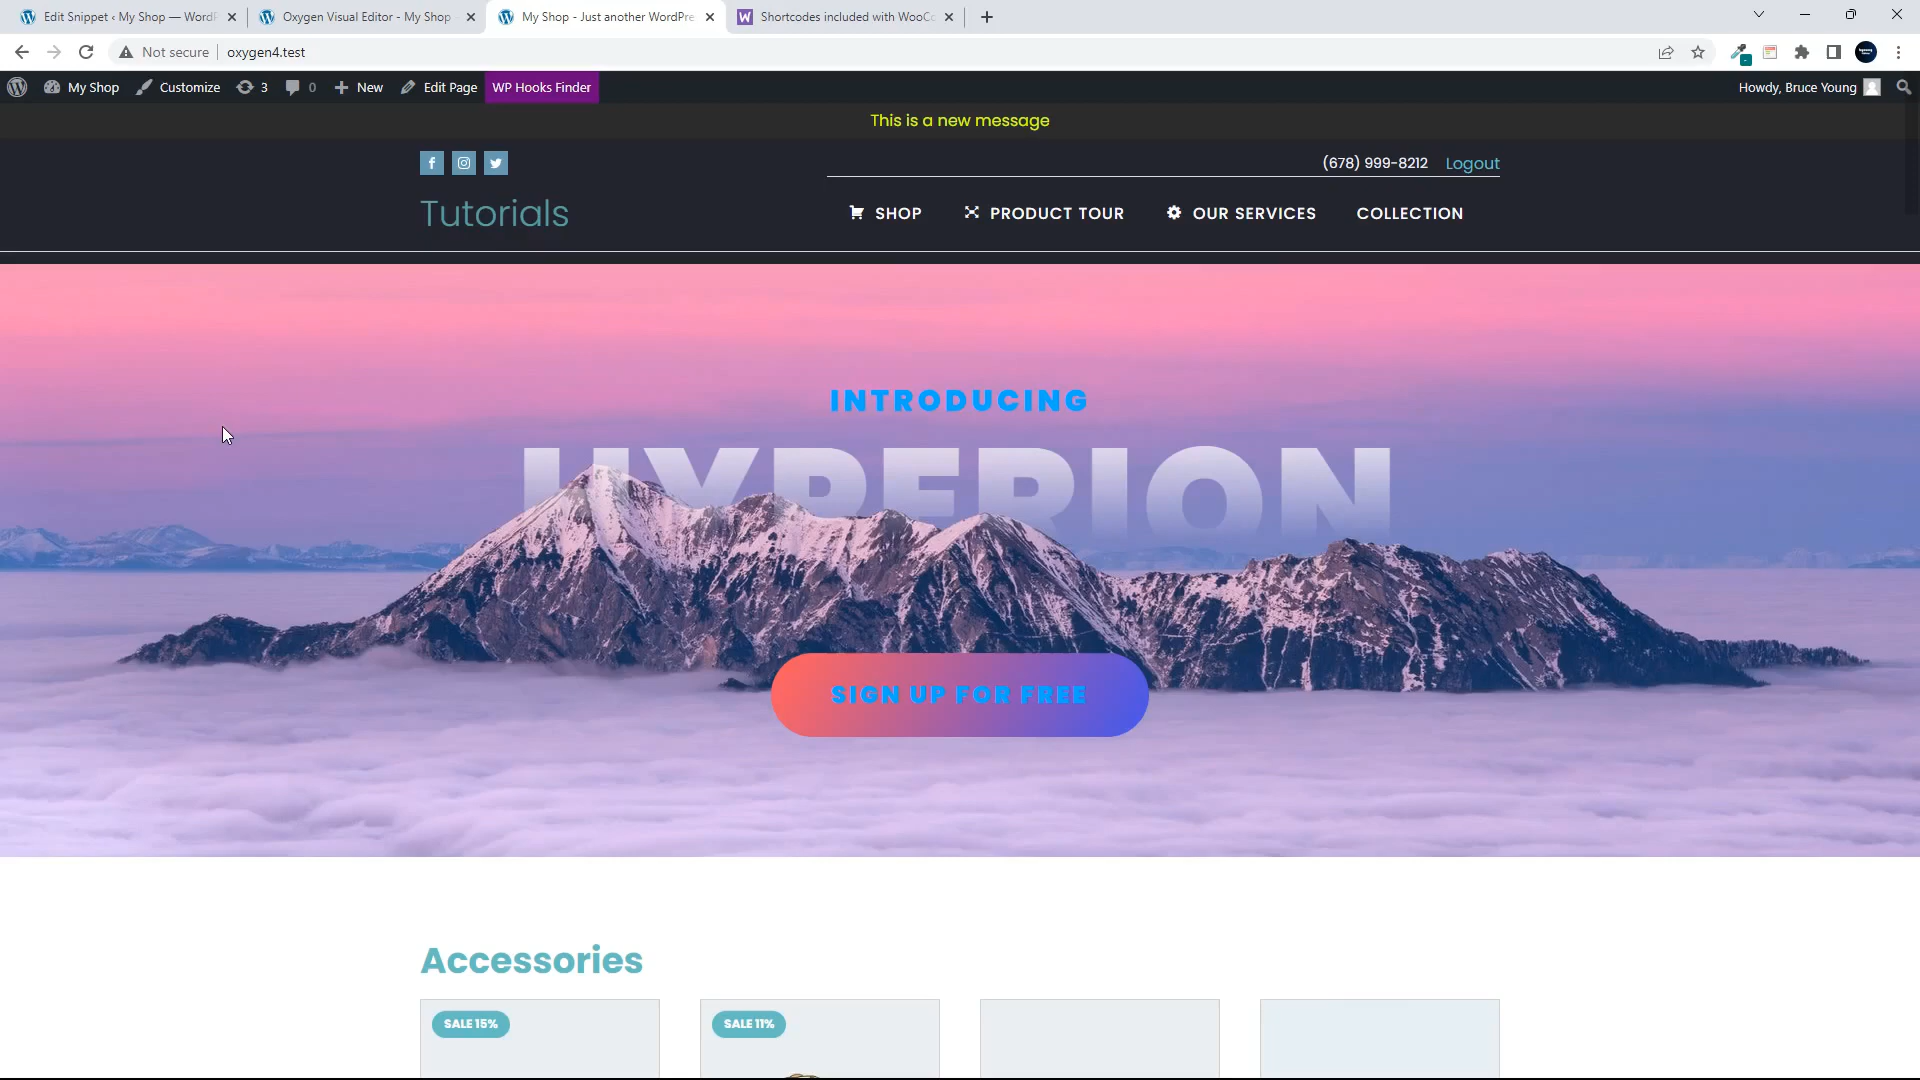 Edit Snippet ‹ My Shop — WordP
Oxygen Visual Editor - My Shop
My Shop - Just another WordPre
Shortcodes included with WooCo
Not secure
oxygen4.test
My Shop
Customize
3
0
New
Edit Page
WP Hooks Finder
Howdy, Bruce Young
This is a new message
(678) 999-8212
Logout
Tutorials
SHOP
PRODUCT TOUR
OUR SERVICES
COLLECTION
INTRODUCING
HYPERION
SIGN UP FOR FREE
Accessories
SALE 15%
SALE 11%